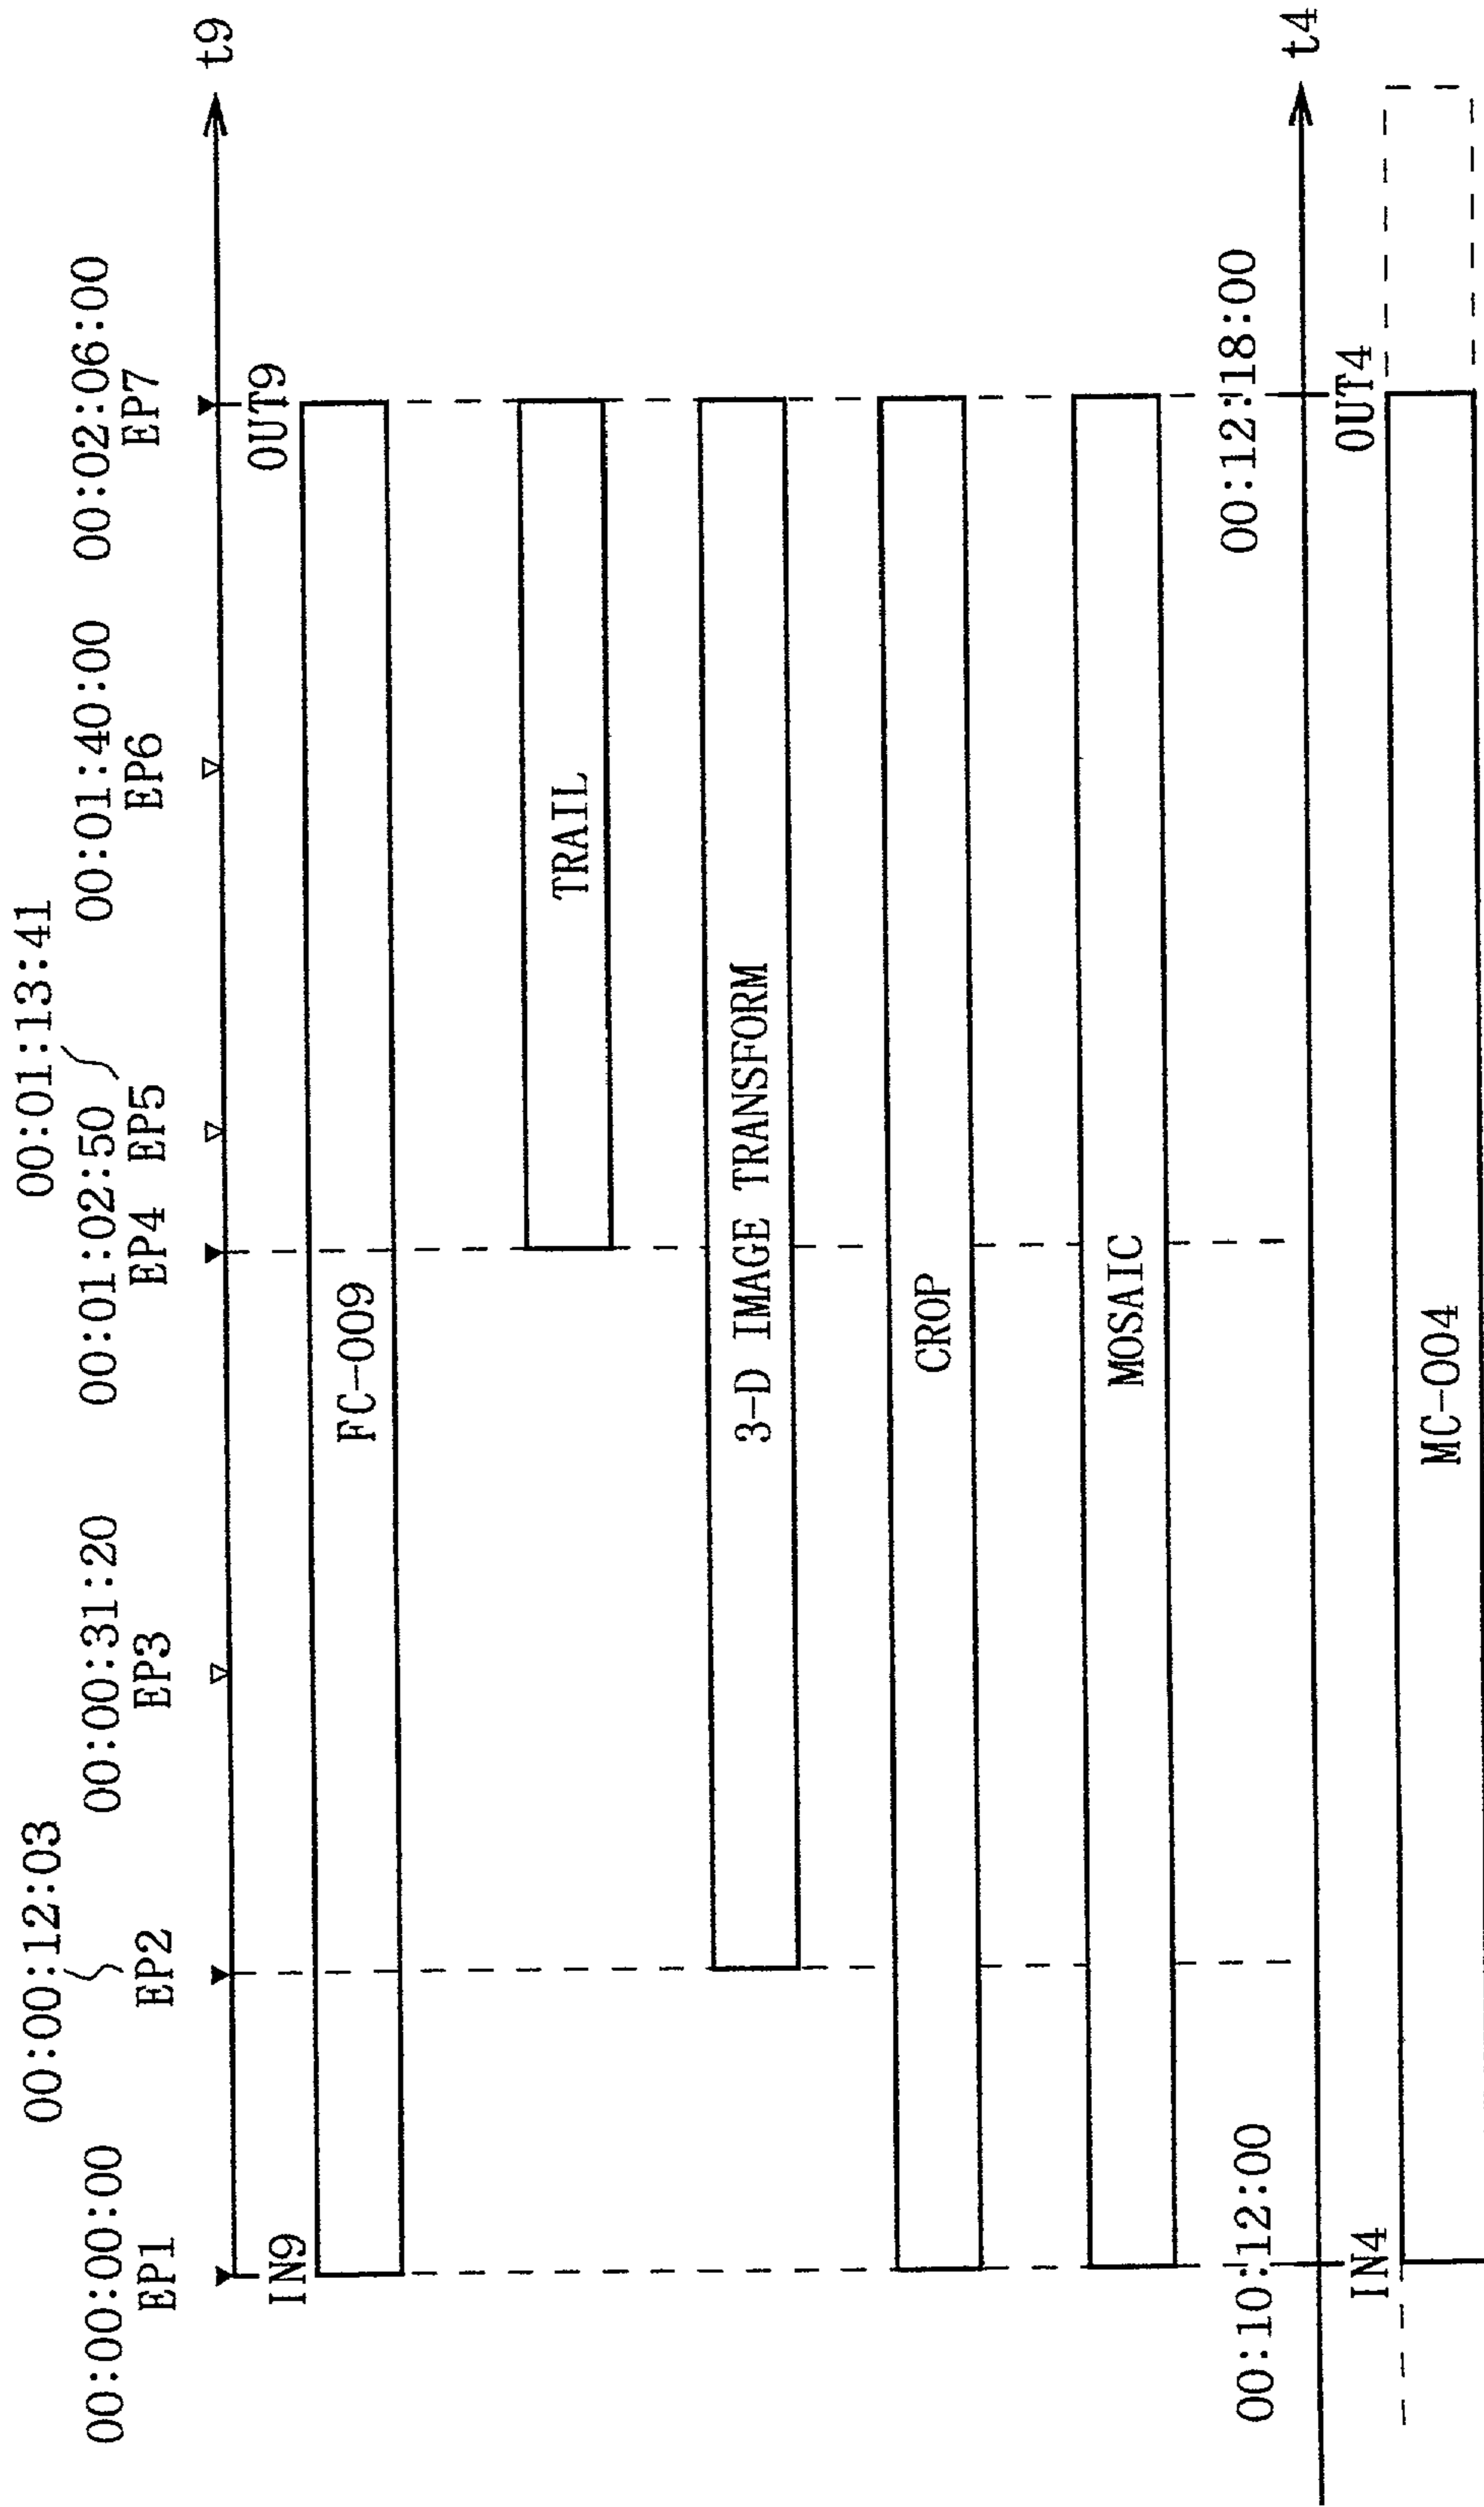 00:00:12:03
00:01:13:41
00:00:00:00
00:00:31:20
00:01:02:50
00:01:40:00
00:02:06:00
EP1
EP2
EP3
EP4
EP5
EP6
EP7
t9
IN9
OUT9
FC-009
TRAIL
3-D IMAGE TRANSFORM
CROP
MOSAIC
00:10:12:00
00:12:18:00
t4
IN4
OUT4
MC-004